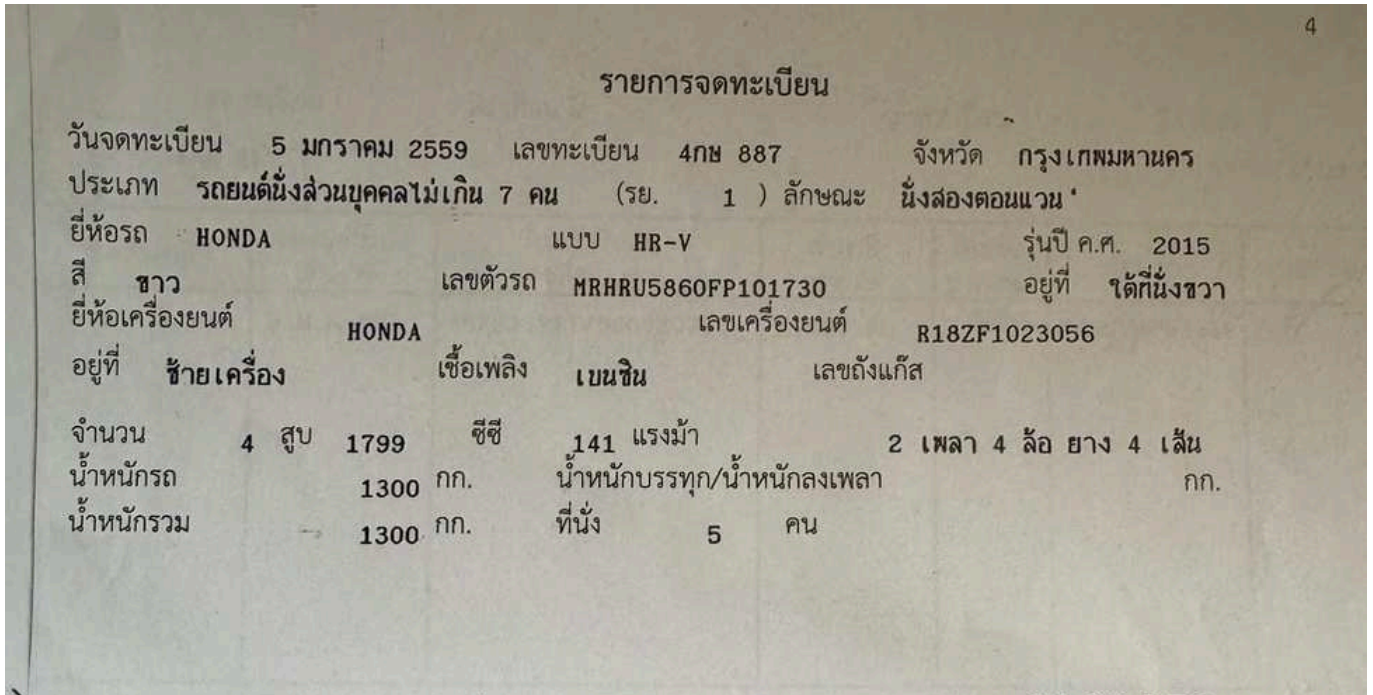 4
รายการจดทะเบียน
วันจดทะเบียน 5 มกราคม 2559 เลขทะเบียน 4กษ 887 จังหวัด กรุงเทพมหานคร
ประเภท รถยนต์นั่งส่วนบุคคลไม่เกิน 7 คน (รย. 1 ) ลักษณะ นั่งสองตอนแวน
ยี่ห้อรถ HONDA แบบ HR-V รุ่นปี ค.ศ. 2015
สี ขาว เลขตัวรถ MRHRU5860FP101730 อยู่ที่ ใต้ที่นั่งขวา
ยี่ห้อเครื่องยนต์ HONDA เลขเครื่องยนต์ R18ZF1023056
อยู่ที่ ซ้ายเครื่อง เชื้อเพลิง เบนซิน เลขถังแก๊ส
จำนวน 4 สูบ 1799 ซีซี 141 แรงม้า 2 เพลา 4 ล้อ ยาง 4 เส้น
น้ำหนักรถ 1300 กก. น้ำหนักบรรทุก/น้ำหนักลงเพลา กก.
น้ำหนักรวม 1300 กก. ที่นั่ง 5 คน